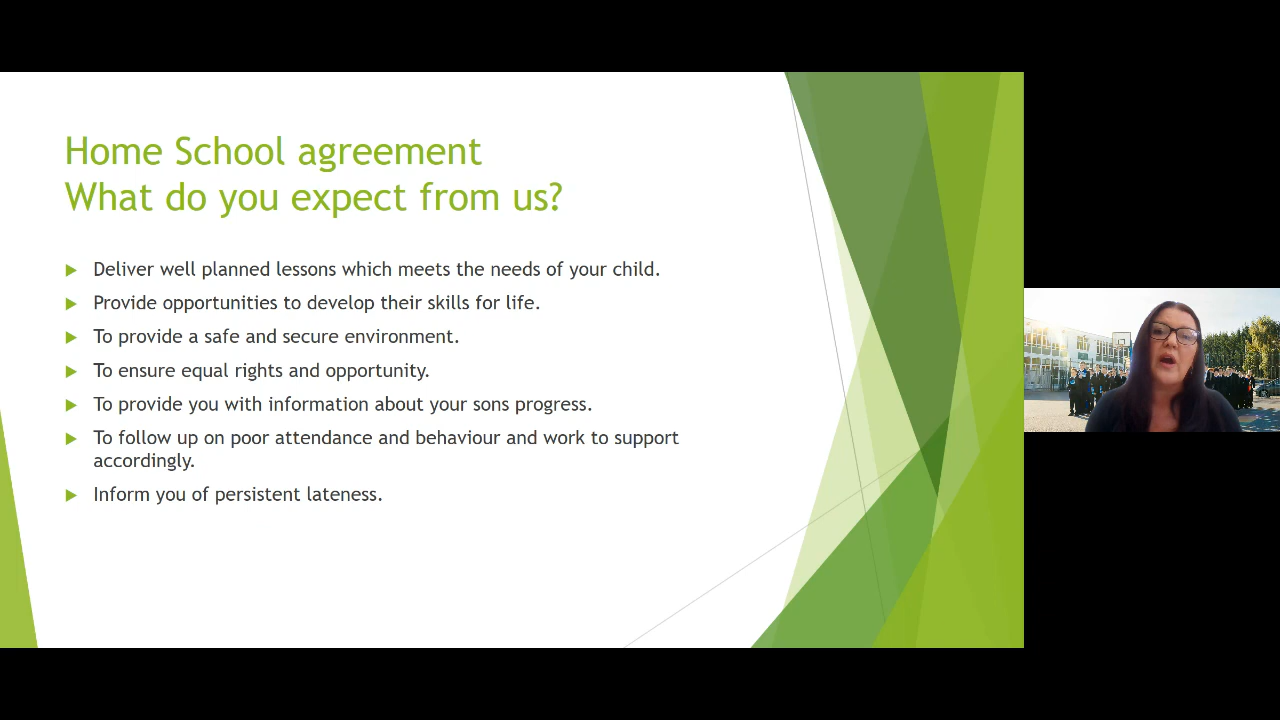 Home School agreement
What do you expect from us?
Deliver well planned lessons which meets the needs of your child.
Provide opportunities to develop their skills for life.
To provide a safe and secure environment.
To ensure equal rights and opportunity.
To provide you with information about your sons progress.
To follow up on poor attendance and behaviour and work to support
accordingly.
Inform you of persistent lateness.